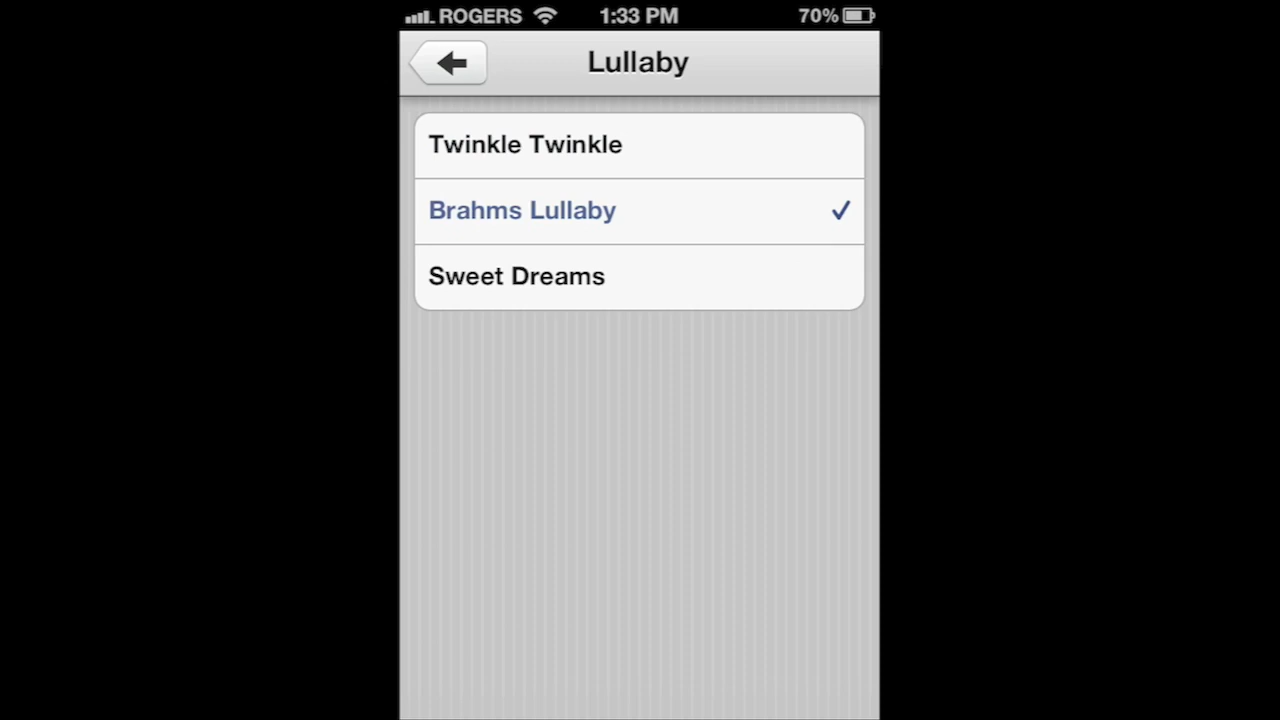 ROGERS 1:33 PM 70%
Lullaby
Twinkle Twinkle
Brahms Lullaby
Sweet Dreams